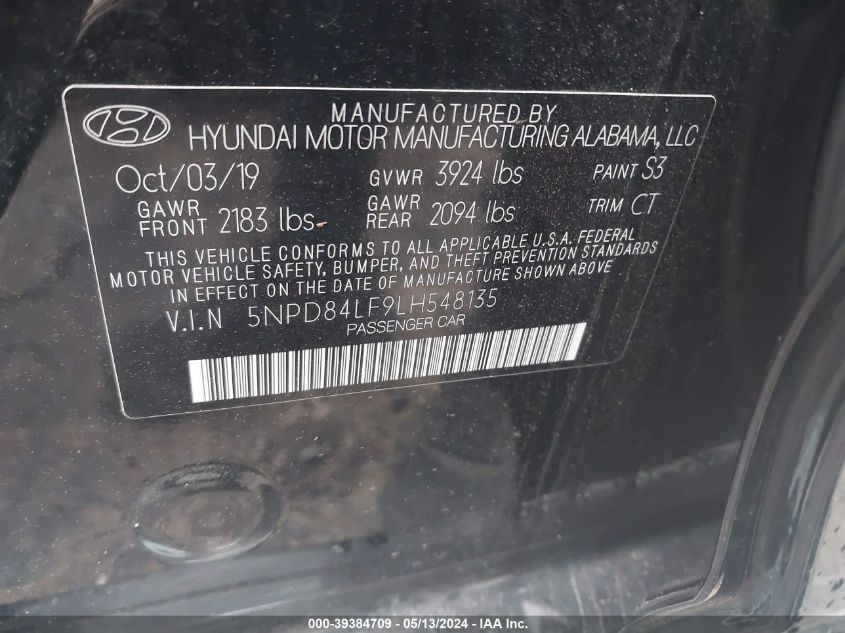 MANUFACTURED BY
HYUNDAI MOTOR MANUFACTURING ALABAMA, LLC
Oct/03/19 GVWR 3924 lbs PAINT S3
GAWR FRONT 2183 lbs. GAWR REAR 2094 lbs TRIM CT
THIS VEHICLE CONFORMS TO ALL APPLICABLE U.S.A. FEDERAL
MOTOR VEHICLE SAFETY, BUMPER, AND THEFT PREVENTION STANDARDS
IN EFFECT ON THE DATE OF MANUFACTURE SHOWN ABOVE
V.I.N 5NPD84LF9LH548135
PASSENGER CAR
000-39384709 - 05/13/2024 - IAA Inc.